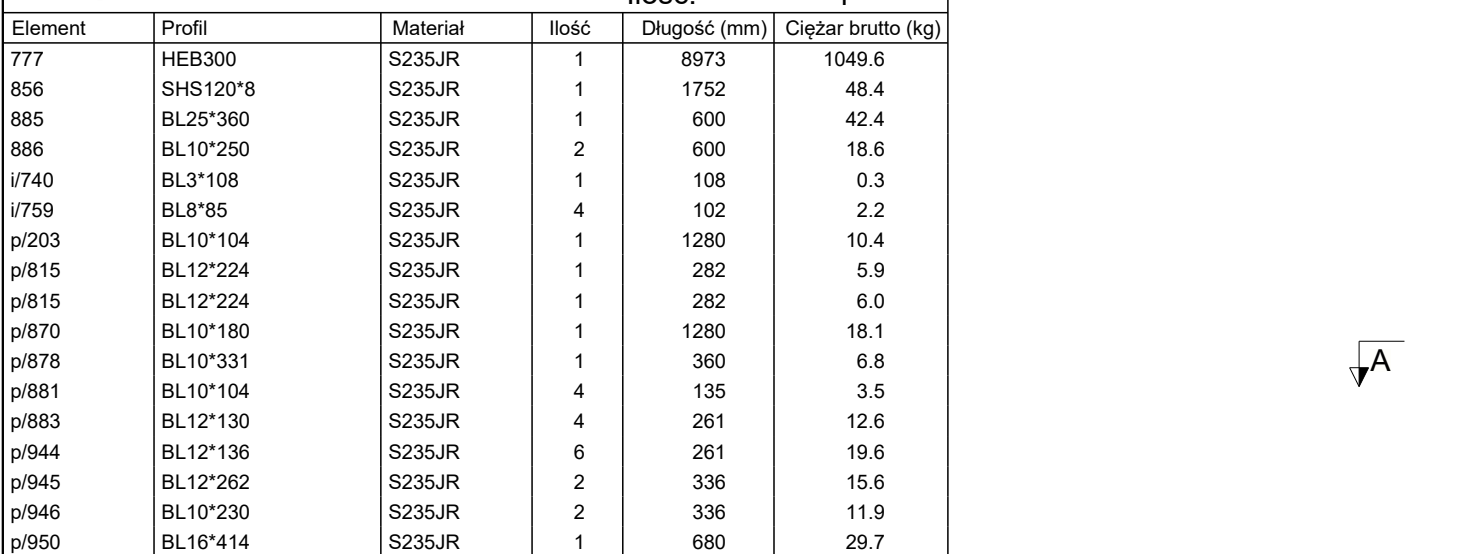 Ilość:
Element Profil Materiał Ilość Długość (mm) Ciężar brutto (kg)
777 HEB300 S235JR 1 8973 1049.6
856 SHS120*8 S235JR 1 1752 48.4
885 BL25*360 S235JR 1 600 42.4
886 BL10*250 S235JR 2 600 18.6
i/740 BL3*108 S235JR 1 108 0.3
i/759 BL8*85 S235JR 4 102 2.2
p/203 BL10*104 S235JR 1 1280 10.4
p/815 BL12*224 S235JR 1 282 5.9
p/815 BL12*224 S235JR 1 282 6.0
p/870 BL10*180 S235JR 1 1280 18.1
p/878 BL10*331 S235JR 1 360 6.8
A
p/881 BL10*104 S235JR 4 135 3.5
p/883 BL12*130 S235JR 4 261 12.6
p/944 BL12*136 S235JR 6 261 19.6
p/945 BL12*262 S235JR 2 336 15.6
p/946 BL10*230 S235JR 2 336 11.9
p/950 BL16*414 S235JR 1 680 29.7